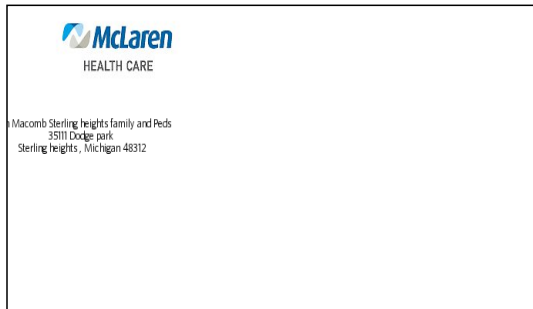 McLaren
HEALTH CARE
Macomb Sterling heights family and Peds
35111 Dodge park
Sterling heights , Michigan 48312